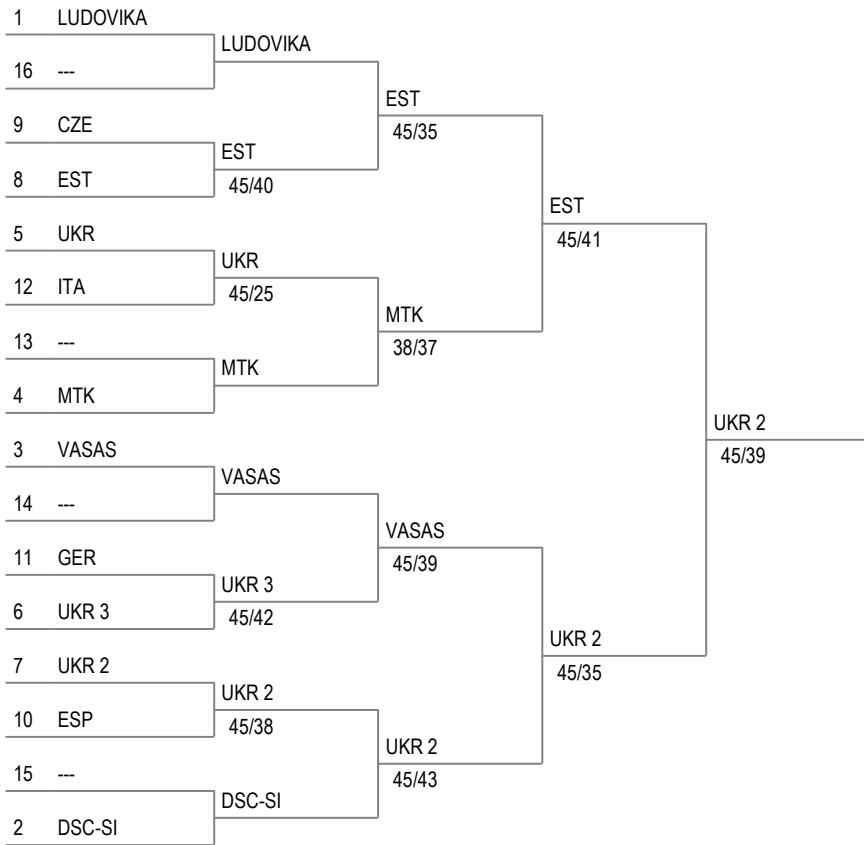 1 LUDOVIKA
LUDOVIKA
16 ---
EST
45/35
9 CZE
EST
45/40
8 EST
EST
45/41
5 UKR
UKR
45/25
12 ITA
MTK
38/37
13 ---
MTK
4 MTK
UKR 2
45/39
3 VASAS
VASAS
14 ---
VASAS
45/39
11 GER
UKR 3
45/42
6 UKR 3
UKR 2
45/35
7 UKR 2
UKR 2
45/38
10 ESP
UKR 2
45/43
15 ---
DSC-SI
2 DSC-SI